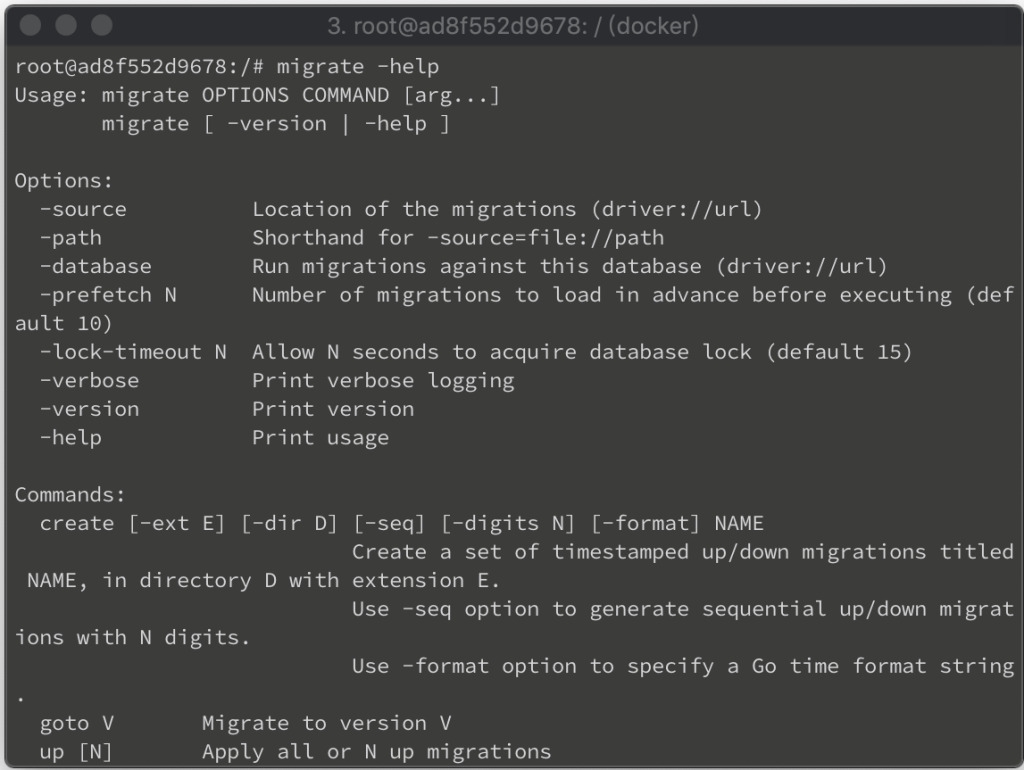 3. root@ad8f552d9678: / (docker)
root@ad8f552d9678:/# migrate -help
Usage: migrate OPTIONS COMMAND [arg...]
       migrate [ -version | -help ]

Options:
  -source          Location of the migrations (driver://url)
  -path            Shorthand for -source=file://path
  -database        Run migrations against this database (driver://url)
  -prefetch N      Number of migrations to load in advance before executing (def
ault 10)
  -lock-timeout N  Allow N seconds to acquire database lock (default 15)
  -verbose         Print verbose logging
  -version         Print version
  -help            Print usage

Commands:
  create [-ext E] [-dir D] [-seq] [-digits N] [-format] NAME
                           Create a set of timestamped up/down migrations titled
 NAME, in directory D with extension E.
                           Use -seq option to generate sequential up/down migrat
ions with N digits.
                           Use -format option to specify a Go time format string
.
  goto V       Migrate to version V
  up [N]       Apply all or N up migrations